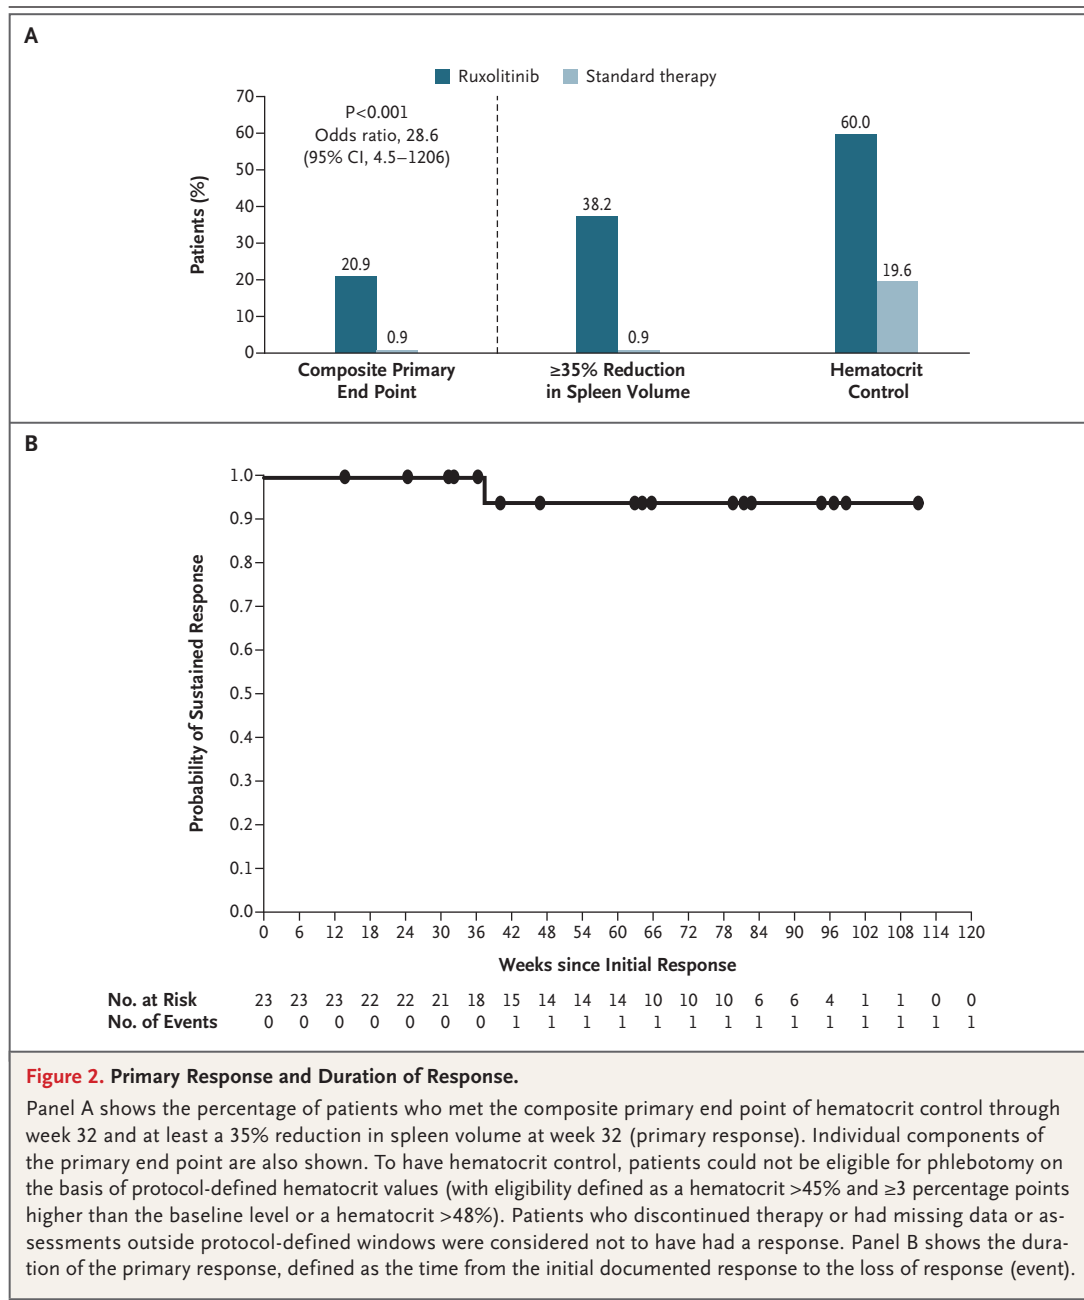 A
Ruxolitinib Standard therapy
P<0.001
Odds ratio, 28.6
(95% CI, 4.5–1206)
Patients (%)
70
60
50
40
30
20
10
0
20.9
0.9
38.2
0.9
60.0
19.6
Composite Primary
End Point
≥35% Reduction
in Spleen Volume
Hematocrit
Control
B
Probability of Sustained Response
1.0
0.9
0.8
0.7
0.6
0.5
0.4
0.3
0.2
0.1
0.0
0 6 12 18 24 30 36 42 48 54 60 66 72 78 84 90 96 102 108 114 120
Weeks since Initial Response
No. at Risk 23 23 23 22 22 21 18 15 14 14 14 10 10 10 6 6 4 1 1 0 0
No. of Events 0 0 0 0 0 0 0 1 1 1 1 1 1 1 1 1 1 1 1 1 1
Figure 2. Primary Response and Duration of Response.
Panel A shows the percentage of patients who met the composite primary end point of hematocrit control through
week 32 and at least a 35% reduction in spleen volume at week 32 (primary response). Individual components of
the primary end point are also shown. To have hematocrit control, patients could not be eligible for phlebotomy on
the basis of protocol-defined hematocrit values (with eligibility defined as a hematocrit >45% and ≥3 percentage points
higher than the baseline level or a hematocrit >48%). Patients who discontinued therapy or had missing data or as-
sessments outside protocol-defined windows were considered not to have had a response. Panel B shows the dura-
tion of the primary response, defined as the time from the initial documented response to the loss of response (event).